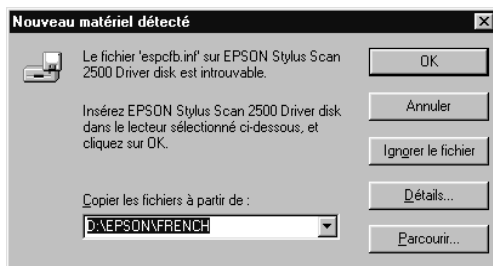 Nouveau matériel détecté
Le fichier 'espcfb.inf' sur EPSON Stylus Scan
2500 Driver disk est introuvable.
Insérez EPSON Stylus Scan 2500 Driver disk
dans le lecteur sélectionné ci-dessous, et
cliquez sur OK.
Copier les fichiers à partir de :
D:\EPSON\FRENCH
OK
Annuler
Ignorer le fichier
Détails...
Parcourir...